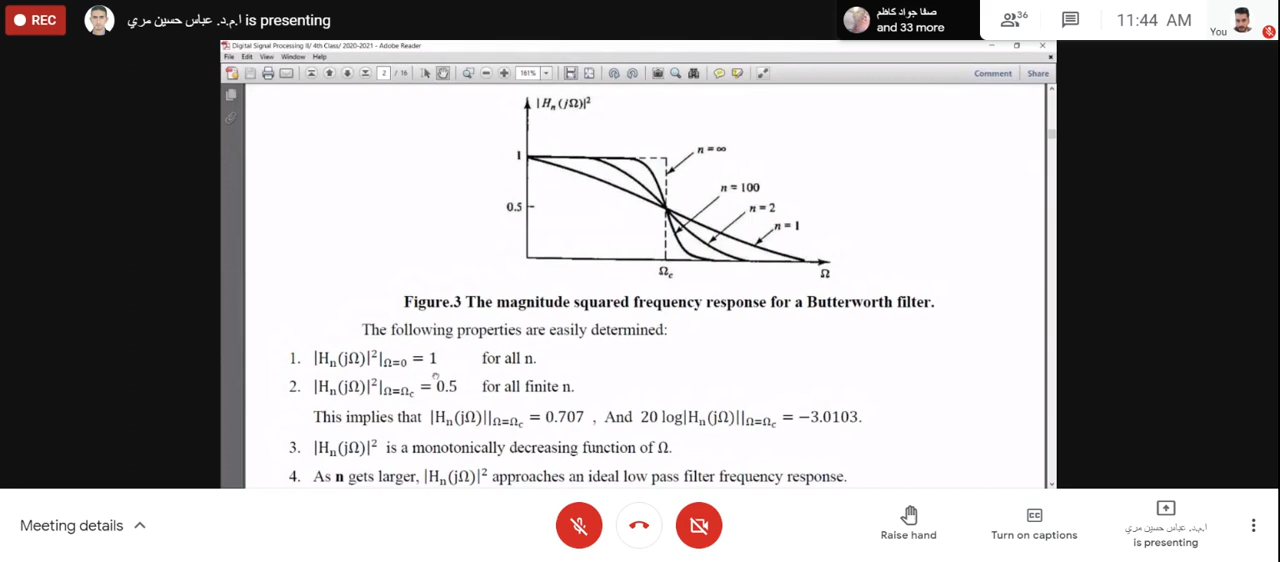 REC
ا.م.د. عباس حسين مري is presenting
صفا جواد كاظم
and 33 more
36
11:44 AM
You
Digital Signal Processing II/ 4th Class/ 2020-2021 - Adobe Reader
File Edit View Window Help
2 / 16 161% Comment Share
|Hn(jΩ)|²
1
n = ∞
n = 100
0.5
n = 2
n = 1
Ωc
Ω
Figure.3 The magnitude squared frequency response for a Butterworth filter.
The following properties are easily determined:
1. |Hn(jΩ)|²|Ω=0 = 1 for all n.
2. |Hn(jΩ)|²|Ω=Ωc = 0.5 for all finite n.
This implies that |Hn(jΩ)||Ω=Ωc = 0.707 , And 20 log|Hn(jΩ)||Ω=Ωc = −3.0103.
3. |Hn(jΩ)|² is a monotonically decreasing function of Ω.
4. As n gets larger, |Hn(jΩ)|² approaches an ideal low pass filter frequency response.
Meeting details
Raise hand
CC
Turn on captions
ا.م.د. عباس حسين مري
is presenting